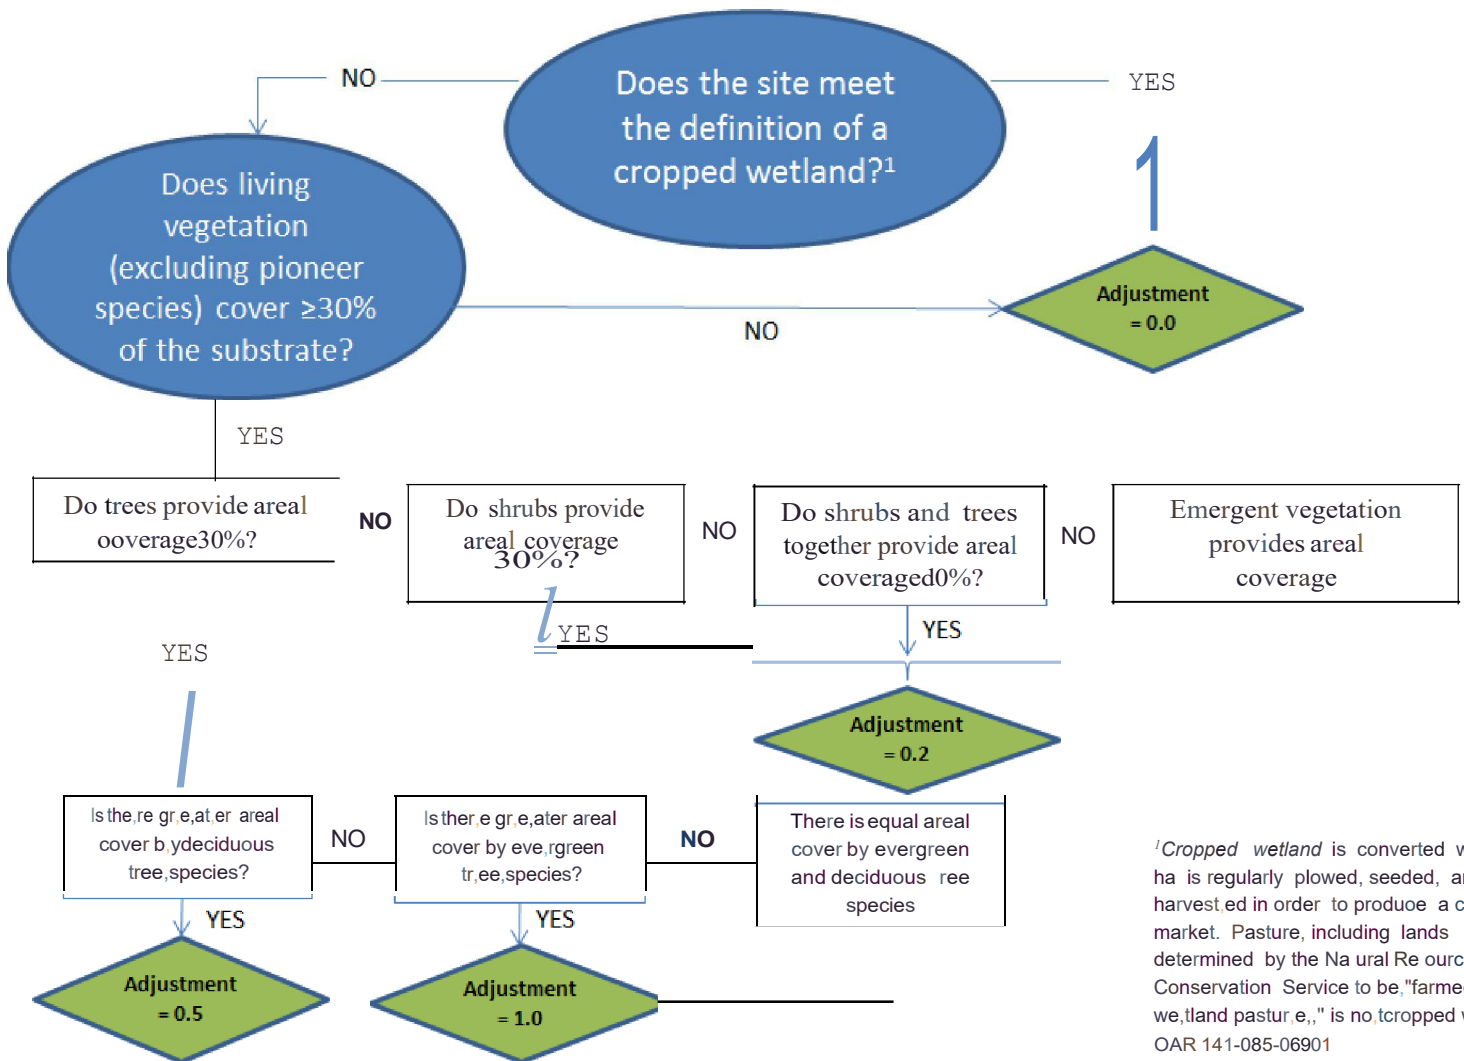 NO
Does the site meet
the definition of a
cropped wetland?1
YES
Does living
vegetation
(excluding pioneer
species) cover ≥30%
of the substrate?
NO
Adjustment
= 0.0
YES
Do trees provide areal
ooverage30%?
NO
Do shrubs provide
areal coverage
30%?
NO
Do shrubs and trees
together provide areal
coveraged0%?
NO
Emergent vegetation
provides areal
coverage
YES
YES
YES
Adjustment
= 0.2
Is the,re gr,e,at,er areal
cover b,ydeciduous
tree,species?
NO
Is ther,e gr,e,ater areal
cover by eve,rgreen
tr,ee,species?
NO
There is equal areal
cover by evergreen
and deciduous ree
species
YES
Adjustment
= 0.5
YES
Adjustment
= 1.0
1Cropped wetland is converted w
ha is regularly plowed, seeded, ar
harvest,ed in order to produoe a c
market. Pasture, including lands
determined by the Na ural Re ourc
Conservation Service to be,"farme
we,tland pastur,e,," is no,tcropped w
OAR 141-085-06901